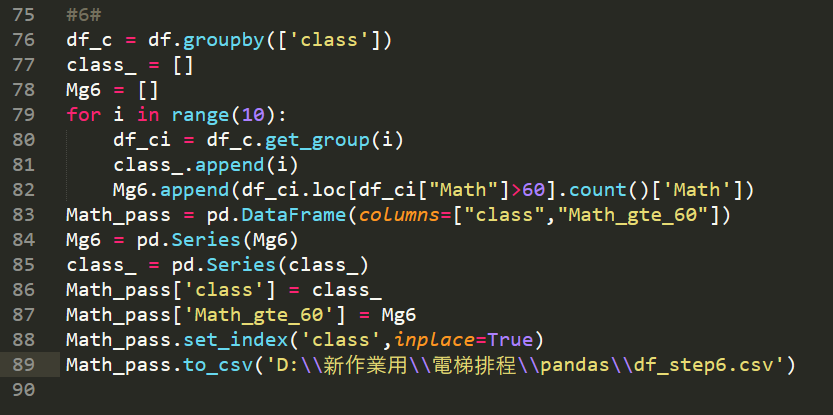 75 #6#
76 df_c = df.groupby(['class'])
77 class_ = []
78 Mg6 = []
79 for i in range(10):
80     df_ci = df_c.get_group(i)
81     class_.append(i)
82     Mg6.append(df_ci.loc[df_ci["Math"]>60].count()['Math'])
83 Math_pass = pd.DataFrame(columns=["class","Math_gte_60"])
84 Mg6 = pd.Series(Mg6)
85 class_ = pd.Series(class_)
86 Math_pass['class'] = class_
87 Math_pass['Math_gte_60'] = Mg6
88 Math_pass.set_index('class',inplace=True)
89 Math_pass.to_csv('D:\\新作業用\\電梯排程\\pandas\\df_step6.csv')
90